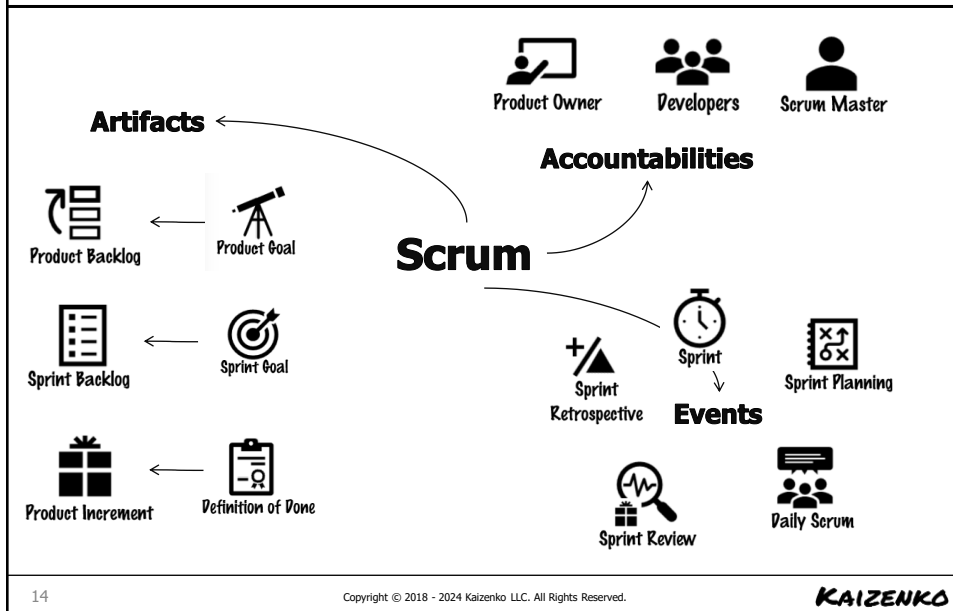 Product Owner
Developers
Scrum Master
Artifacts
Accountabilities
Product Backlog
Product Goal
Scrum
Sprint Backlog
Sprint Goal
Sprint
Sprint Planning
Sprint
Retrospective
Events
Product Increment
Definition of Done
Sprint Review
Daily Scrum
14
Copyright © 2018 - 2024 Kaizenko LLC. All Rights Reserved.
KAIZENKO